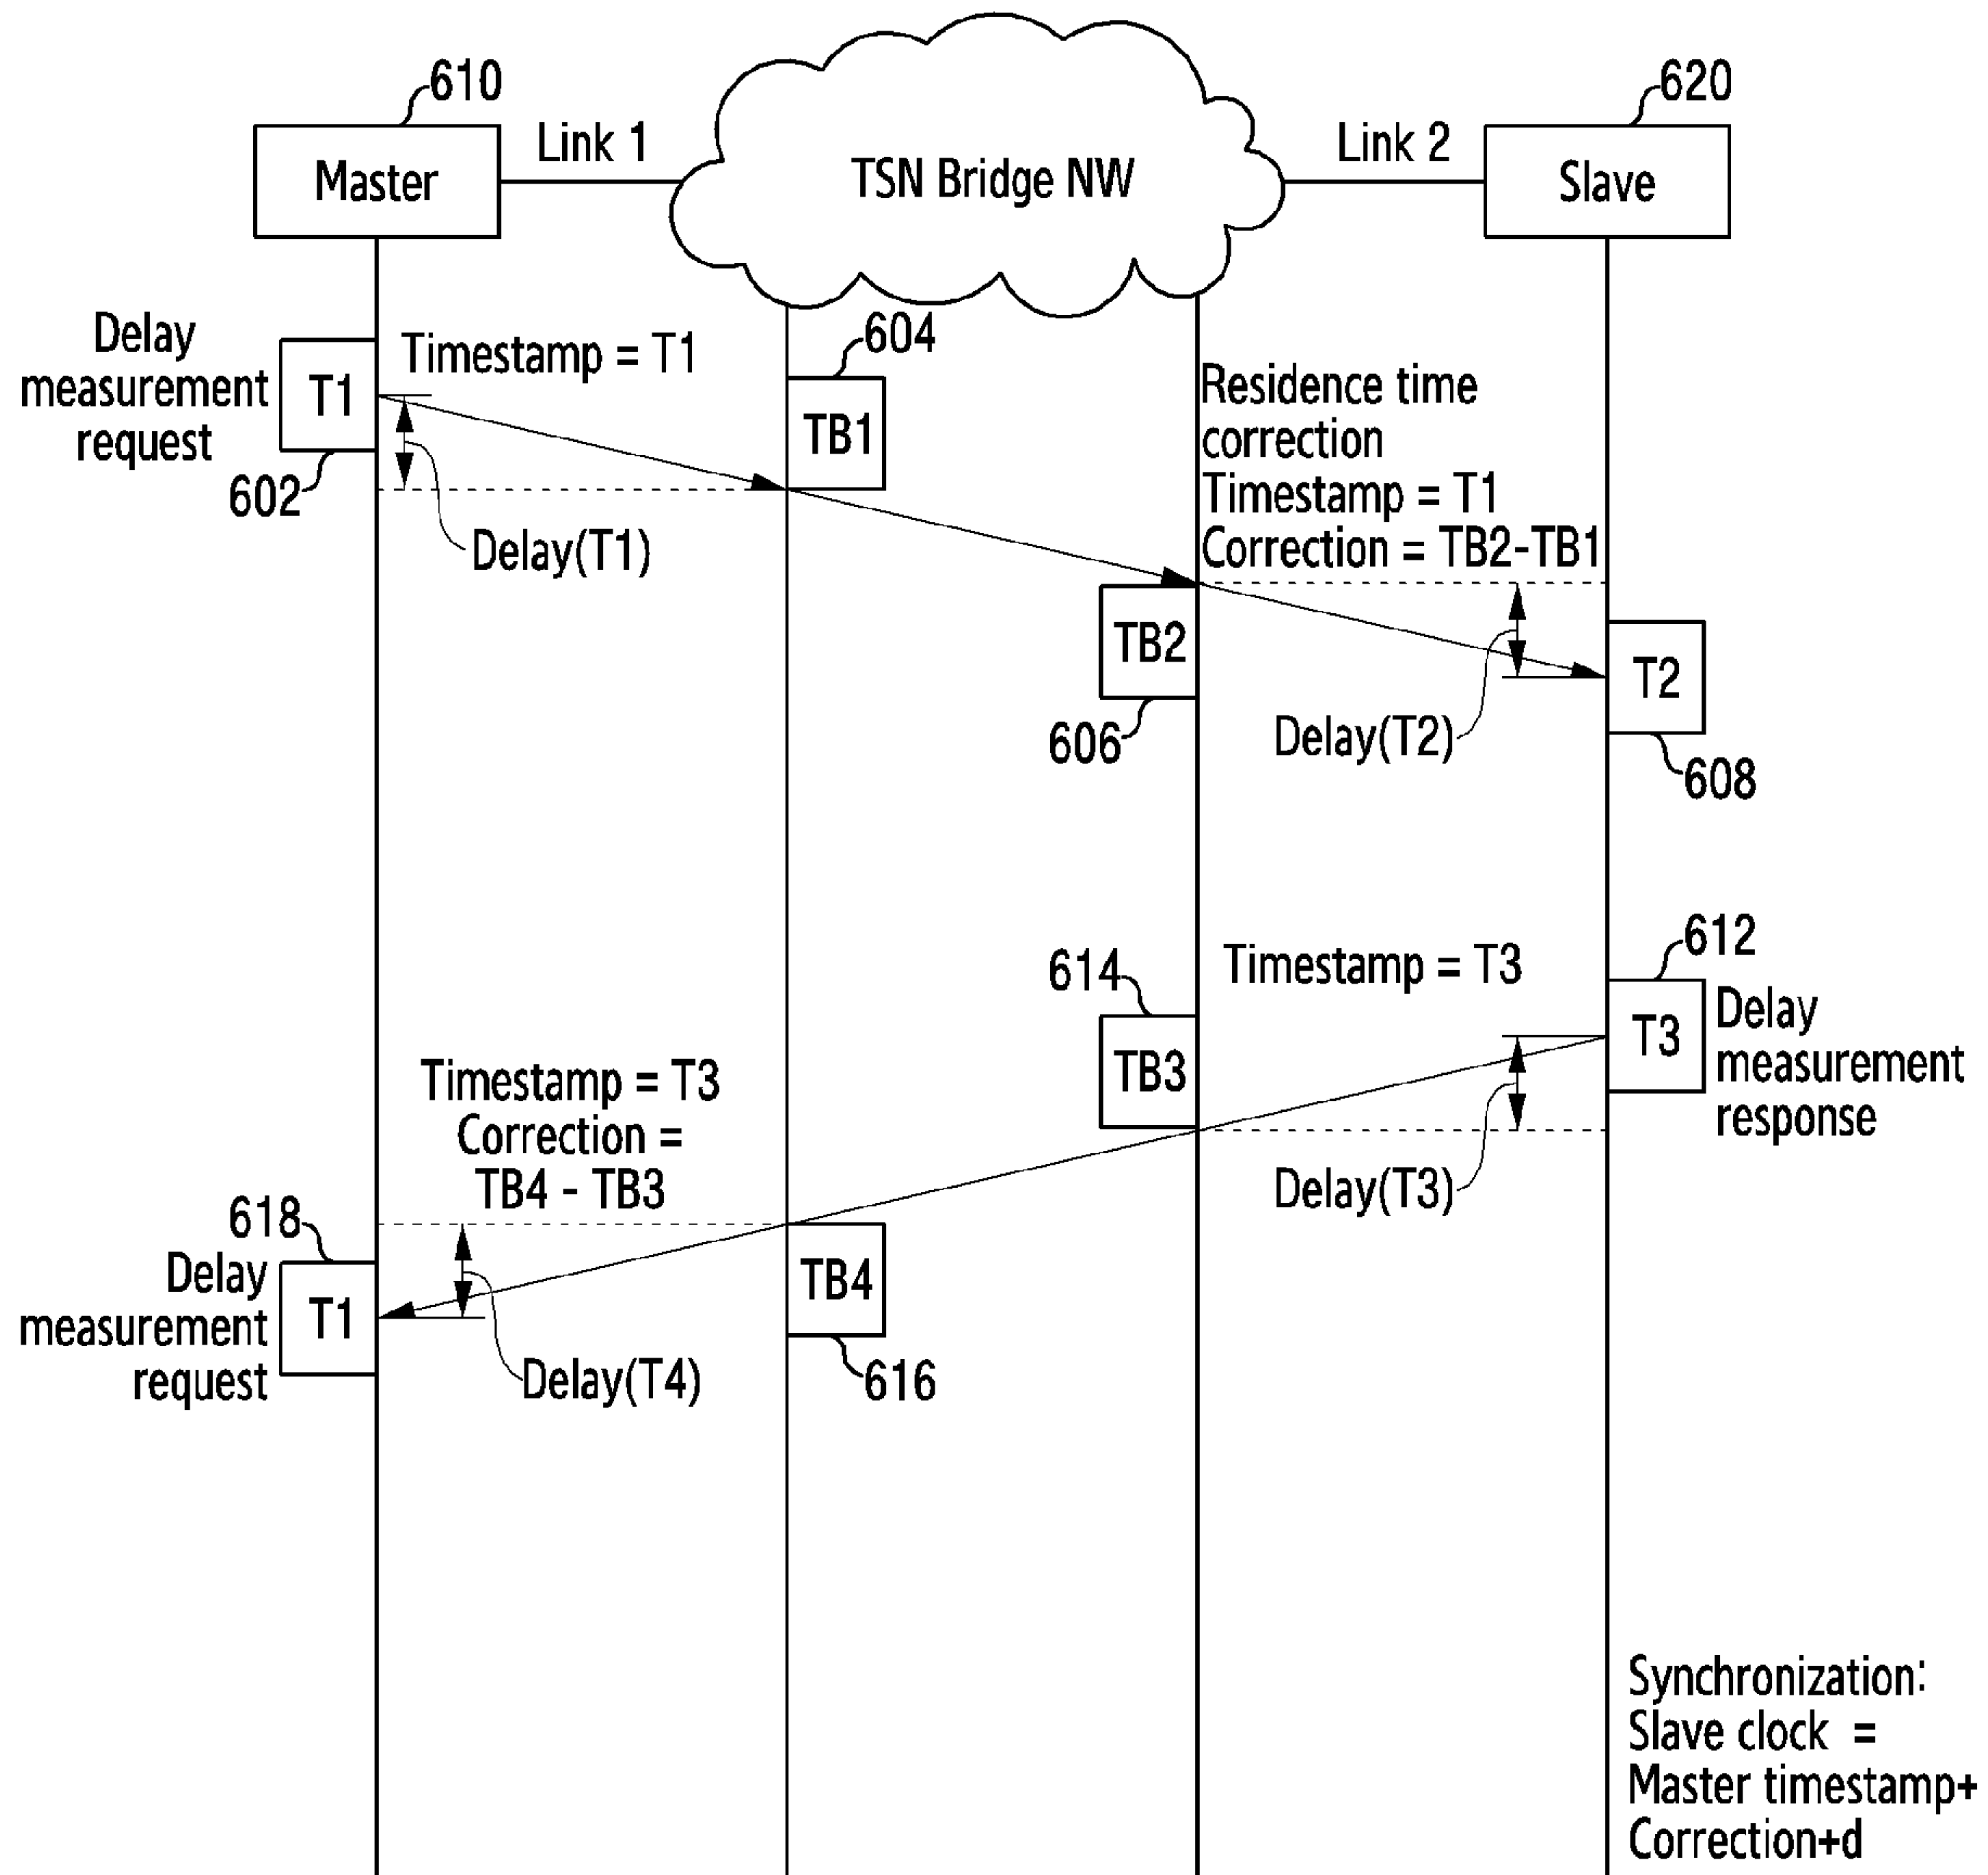 610
620
Master
Link 1
TSN Bridge NW
Link 2
Slave
Delay
measurement
request
T1
602
Timestamp = T1
Delay(T1)
604
TB1
Residence time
correction
Timestamp = T1
Correction = TB2-TB1
TB2
606
Delay(T2)
T2
608
612
T3
Delay
measurement
response
Timestamp = T3
614
TB3
Delay(T3)
Timestamp = T3
Correction =
TB4 - TB3
618
Delay
measurement
request
T1
Delay(T4)
TB4
616
Synchronization:
Slave clock =
Master timestamp+
Correction+d